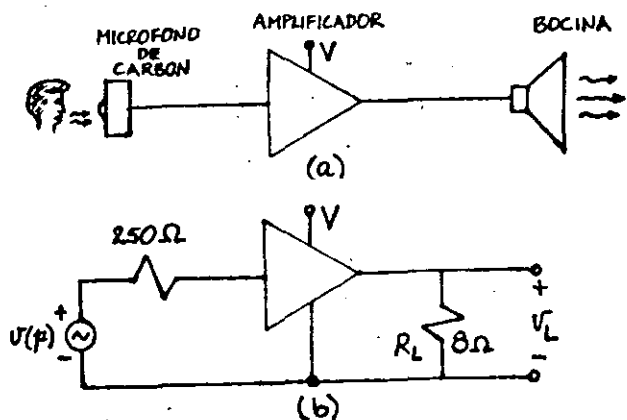 MICROFONO
DE
CARBON
AMPLIFICADOR
V
BOCINA
(a)
250Ω
V
+
v(p)
-
R_L 8Ω
+
V_L
-
(b)